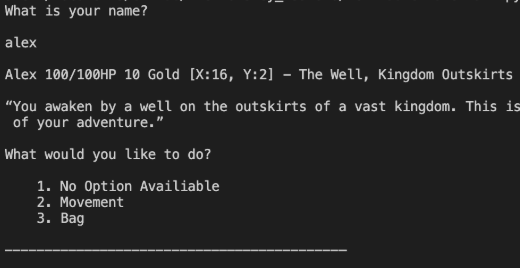 What is your name?
alex
Alex 100/100HP 10 Gold [X:16, Y:2] – The Well, Kingdom Outskirts
“You awaken by a well on the outskirts of a vast kingdom. This is
of your adventure.”
What would you like to do?
1. No Option Availiable
2. Movement
3. Bag